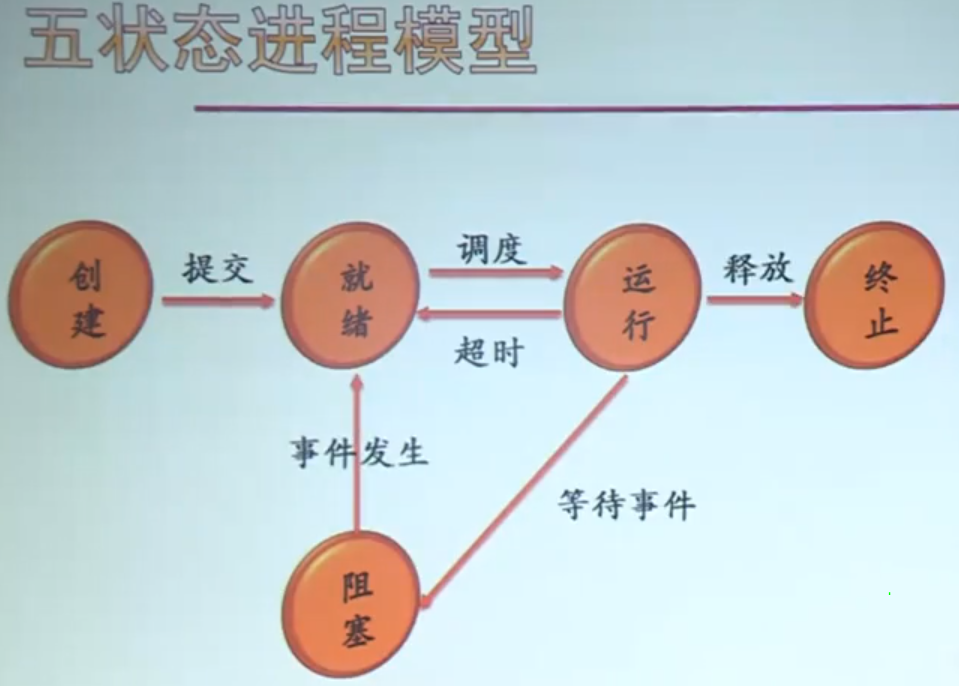 五状态进程模型
创建
提交
就绪
调度
超时
运行
释放
终止
事件发生
等待事件
阻塞